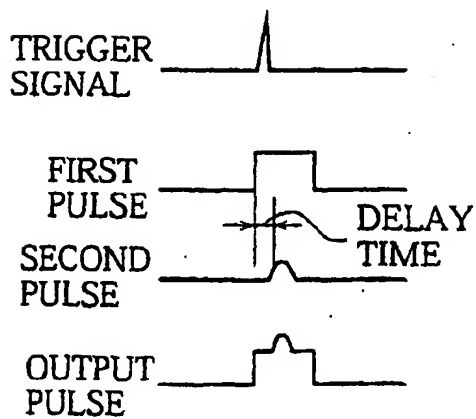 TRIGGER
SIGNAL
FIRST
PULSE
DELAY
TIME
SECOND
PULSE
OUTPUT
PULSE